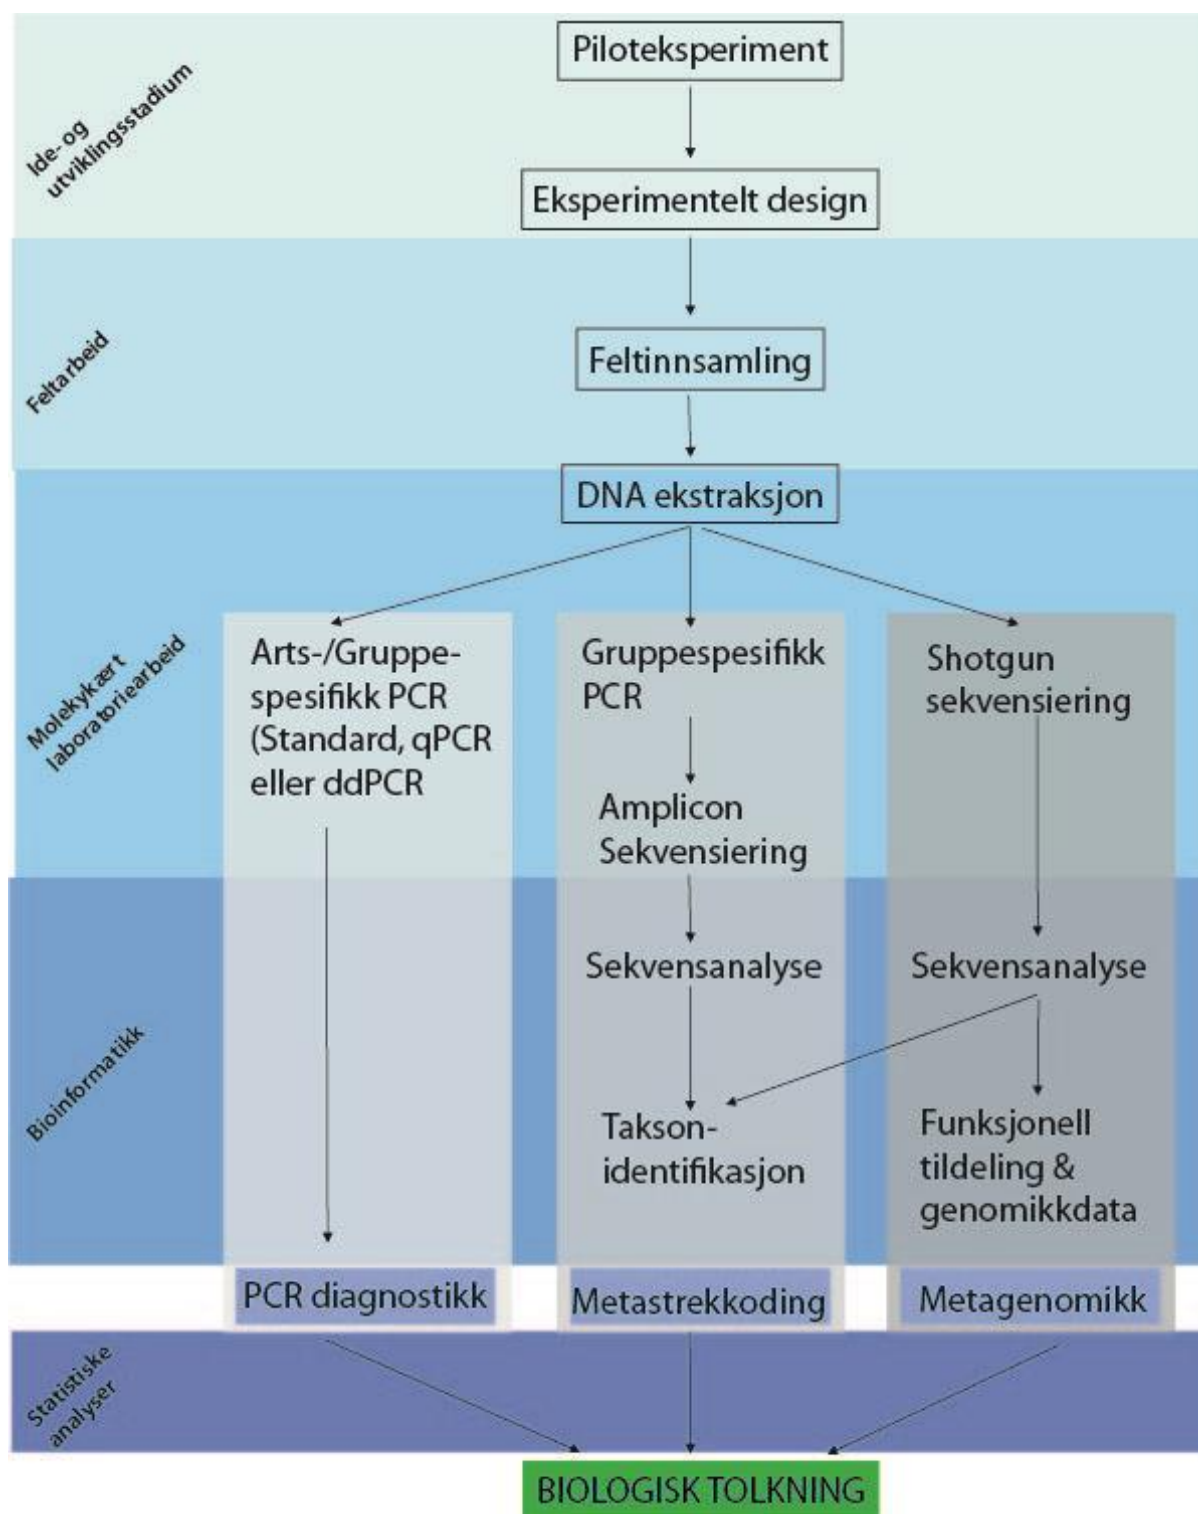 Piloteksperiment
Ide- og
utviklingsstadium
Eksperimentelt design
Feltarbeid
Feltinnsamling
DNA ekstraksjon
Molekykært
laboratoriearbeid
Arts-/Gruppe-
spesifikk PCR
(Standard, qPCR
eller ddPCR
Gruppespesifikk
PCR
Amplicon
Sekvensiering
Shotgun
sekvensiering
Bioinformatikk
Sekvensanalyse
Sekvensanalyse
Takson-
identifikasjon
Funksjonell
tildeling &
genomikkdata
PCR diagnostikk
Metastrekkoding
Metagenomikk
Statistiske
analyser
BIOLOGISK TOLKNING